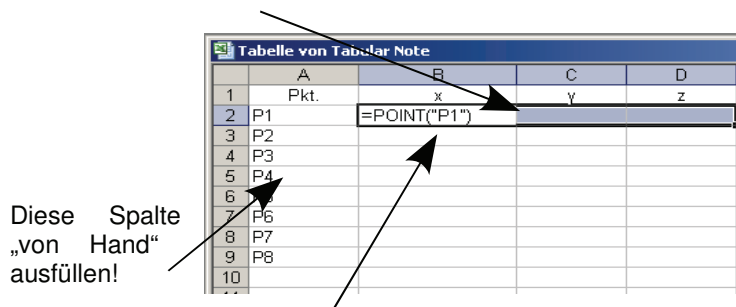 Tabelle von Tabular Note
A B C D
1 Pkt. x y z
2 P1 =POINT("P1")
3 P2
4 P3
5 P4
6
7 P6
8 P7
9 P8
10
Diese Spalte
„von Hand“
ausfüllen!